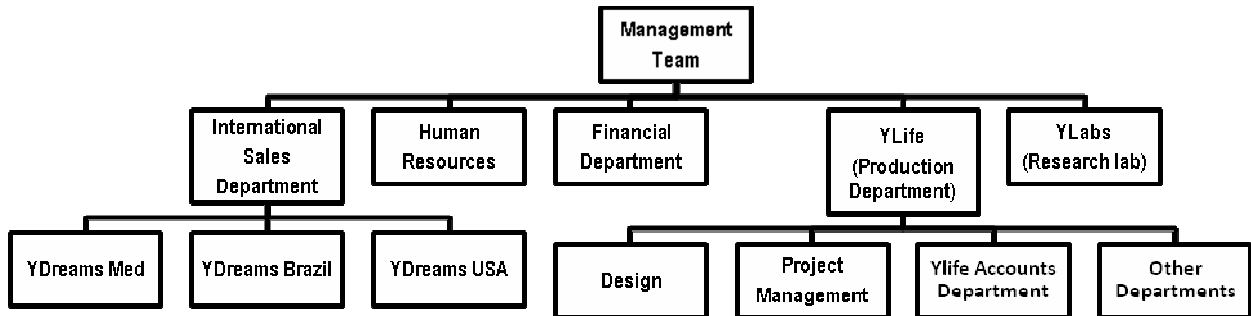 Management
Team
International
Sales
Department
Human
Resources
Financial
Department
YLife
(Production
Department)
YLabs
(Research lab)
YDreams Med
YDreams Brazil
YDreams USA
Design
Project
Management
Ylife Accounts
Department
Other
Departments